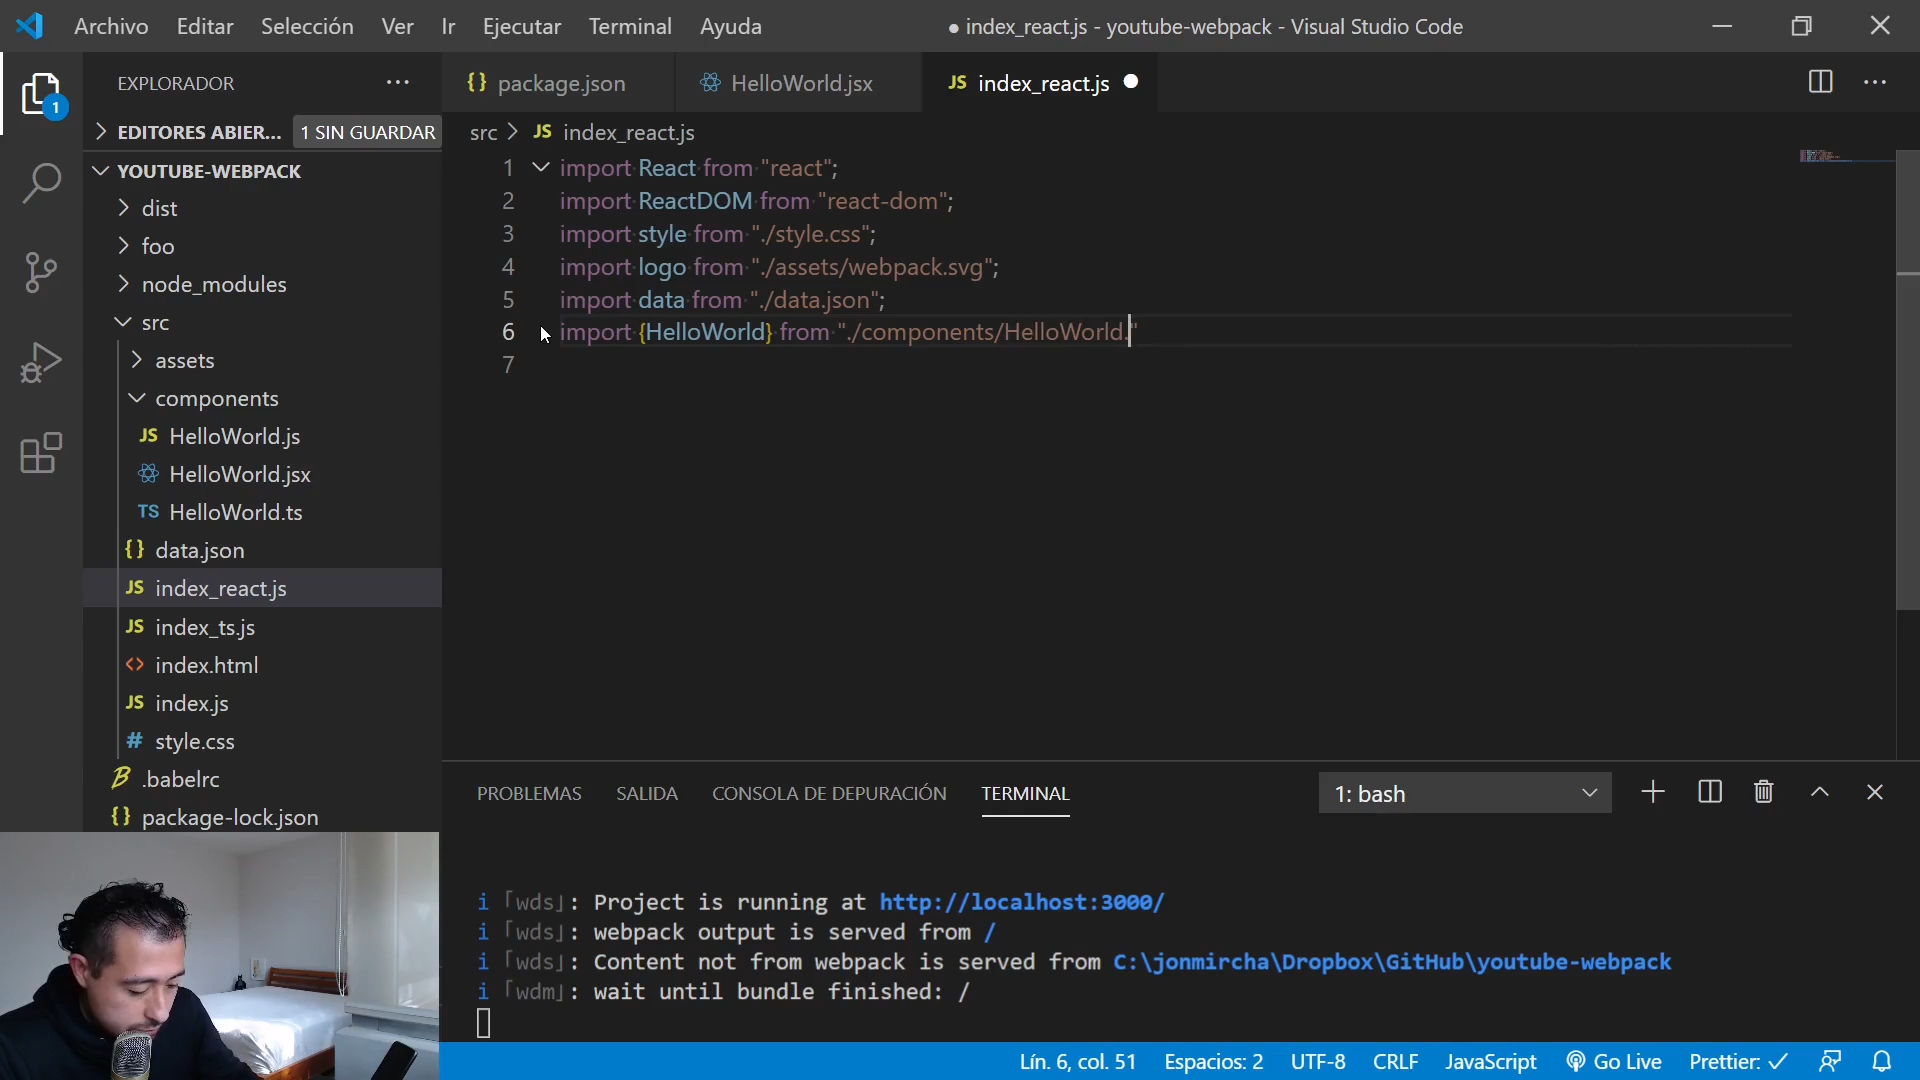 Archivo Editar Selección Ver Ir Ejecutar Terminal Ayuda
● index_react.js - youtube-webpack - Visual Studio Code
EXPLORADOR
{} package.json
HelloWorld.jsx
JS index_react.js
EDITORES ABIER... 1 SIN GUARDAR
1
src > JS index_react.js
YOUTUBE-WEBPACK
dist
foo
node_modules
src
assets
components
JS HelloWorld.js
HelloWorld.jsx
TS HelloWorld.ts
{} data.json
JS index_react.js
JS index_ts.js
<> index.html
JS index.js
# style.css
.babelrc
{} package-lock.json
1 import React from "react";
2 import ReactDOM from "react-dom";
3 import style from "./style.css";
4 import logo from "./assets/webpack.svg";
5 import data from "./data.json";
6 import {HelloWorld} from "./components/HelloWorld."
7
PROBLEMAS SALIDA CONSOLA DE DEPURACIÓN TERMINAL 1: bash
i ｢wds｣: Project is running at http://localhost:3000/
i ｢wds｣: webpack output is served from /
i ｢wds｣: Content not from webpack is served from C:\jonmircha\Dropbox\GitHub\youtube-webpack
i ｢wdm｣: wait until bundle finished: /
Lín. 6, col. 51 Espacios: 2 UTF-8 CRLF JavaScript Go Live Prettier: ✓